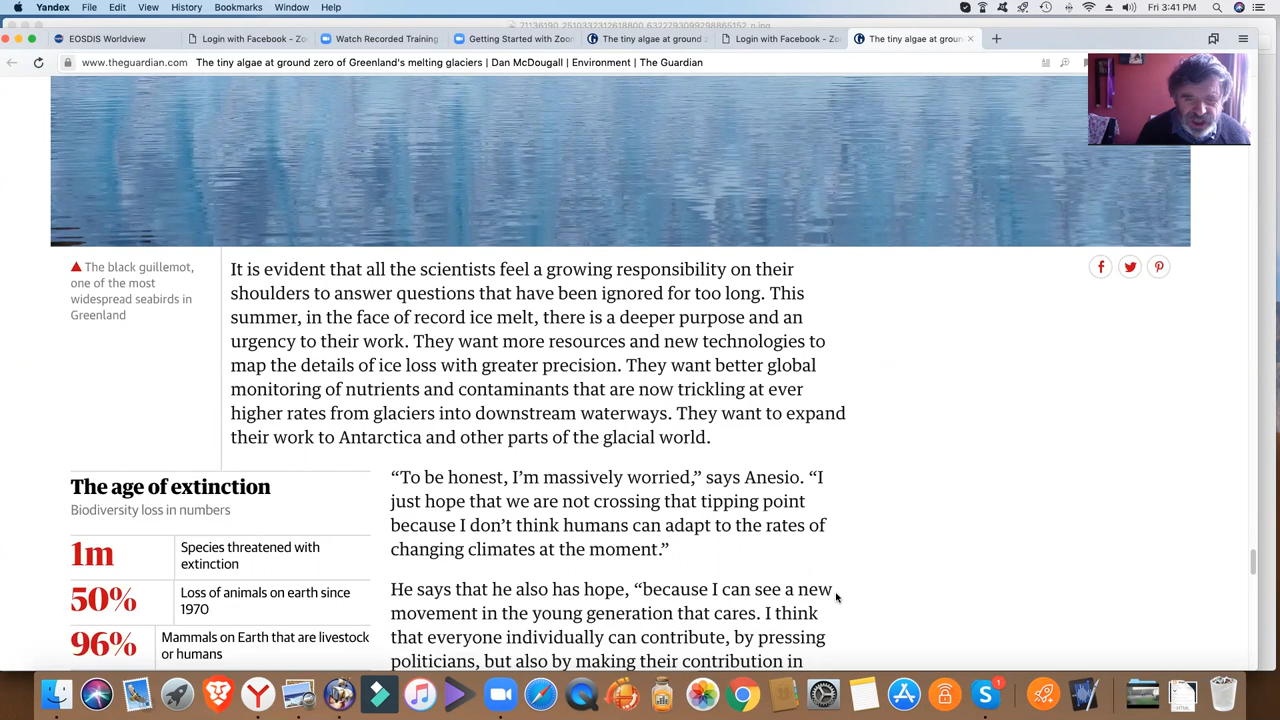 Yandex File Edit View History Bookmarks Window Help Fri 3:41 PM
71136190_2510332312618800_6322729099298865152_n.jpg
EOSDIS Worldview Login with Facebook - Zo Watch Recorded Training Getting Started with Zoom The tiny algae at ground z Login with Facebook - Zo The tiny algae at groun
www.theguardian.com The tiny algae at ground zero of Greenland's melting glaciers | Dan McDougall | Environment | The Guardian
▲ The black guillemot,
one of the most
widespread seabirds in
Greenland
It is evident that all the scientists feel a growing responsibility on their
shoulders to answer questions that have been ignored for too long. This
summer, in the face of record ice melt, there is a deeper purpose and an
urgency to their work. They want more resources and new technologies to
map the details of ice loss with greater precision. They want better global
monitoring of nutrients and contaminants that are now trickling at ever
higher rates from glaciers into downstream waterways. They want to expand
their work to Antarctica and other parts of the glacial world.
The age of extinction
Biodiversity loss in numbers
1m Species threatened with
extinction
50% Loss of animals on earth since
1970
96% Mammals on Earth that are livestock
or humans
“To be honest, I’m massively worried,” says Anesio. “I
just hope that we are not crossing that tipping point
because I don’t think humans can adapt to the rates of
changing climates at the moment.”
He says that he also has hope, “because I can see a new
movement in the young generation that cares. I think
that everyone individually can contribute, by pressing
politicians, but also by making their contribution in
1
HTML